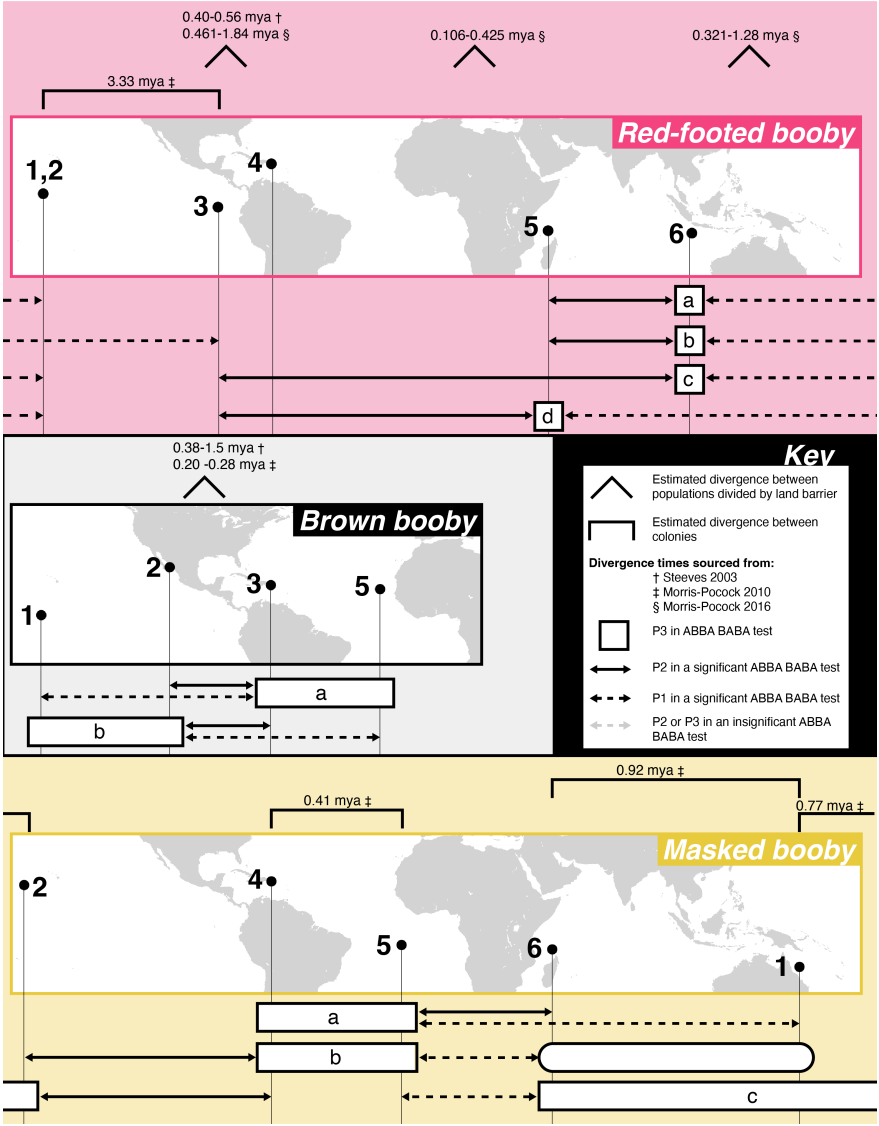 0.40-0.56 mya †
0.461-1.84 mya §
0.106-0.425 mya §
0.321-1.28 mya §
3.33 mya ‡
Red-footed booby
1,2
3
4
5
6
a
b
c
d
0.38-1.5 mya †
0.20 -0.28 mya ‡
Brown booby
1
2
3
5
a
b
Key
Estimated divergence between
populations divided by land barrier
Estimated divergence between
colonies
Divergence times sourced from:
† Steeves 2003
‡ Morris-Pocock 2010
§ Morris-Pocock 2016
P3 in ABBA BABA test
P2 in a significant ABBA BABA test
P1 in a significant ABBA BABA test
P2 or P3 in an insignificant ABBA
BABA test
0.92 mya ‡
0.41 mya ‡
0.77 mya ‡
Masked booby
2
4
5
6
1
a
b
c